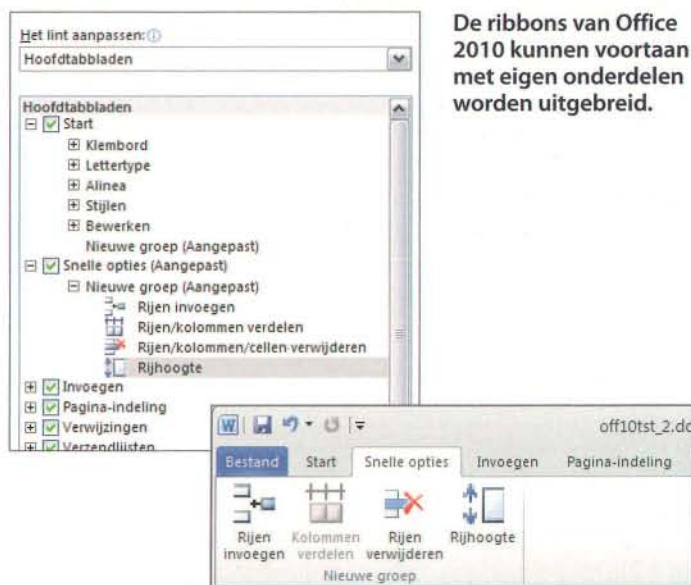 Het lint aanpassen:
Hoofdtabbladen
Hoofdtabbladen
Start
Klembord
Lettertype
Alinea
Stijlen
Bewerken
Nieuwe groep (Aangepast)
Snelle opties (Aangepast)
Nieuwe groep (Aangepast)
Rijen invoegen
Rijen/kolommen verdelen
Rijen/kolommen/cellen verwijderen
Rijhoogte
Invoegen
Pagina-indeling
Verwijzingen
Verzendlijsten
De ribbons van Office
2010 kunnen voortaan
met eigen onderdelen
worden uitgebreid.
off10tst_2.do
Bestand Start Snelle opties Invoegen Pagina-indeling
Rijen invoegen
Kolommen verdelen
Rijen verwijderen
Rijhoogte
Nieuwe groep